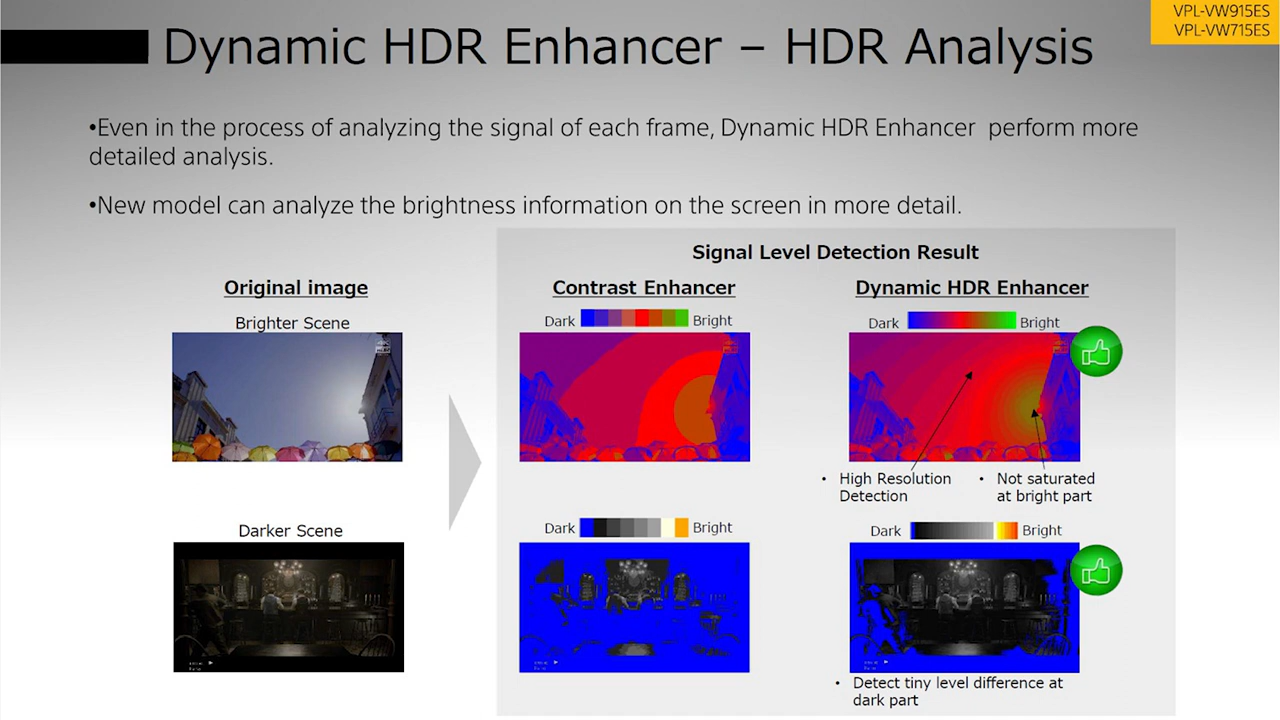 VPL-VW915ES
VPL-VW715ES
Dynamic HDR Enhancer – HDR Analysis
•Even in the process of analyzing the signal of each frame, Dynamic HDR Enhancer perform more
detailed analysis.
•New model can analyze the brightness information on the screen in more detail.
Signal Level Detection Result
Original image
Contrast Enhancer
Dynamic HDR Enhancer
Brighter Scene
Dark
Bright
Dark
Bright
• High Resolution
Detection
• Not saturated
at bright part
Darker Scene
Dark
Bright
Dark
Bright
• Detect tiny level difference at
dark part